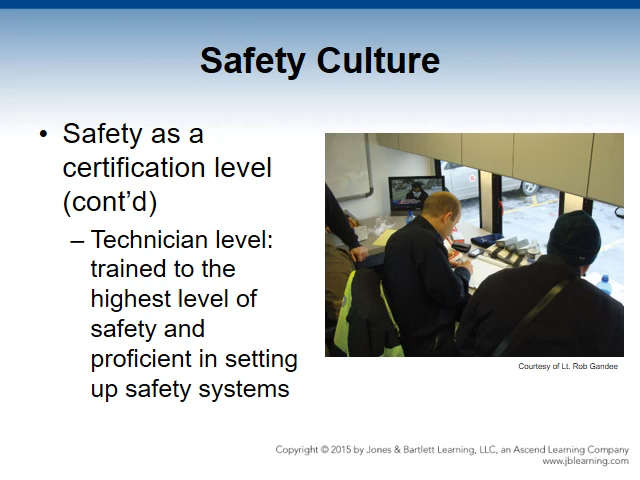 Safety Culture
• Safety as a
certification level
(cont’d)
– Technician level:
trained to the
highest level of
safety and
proficient in setting
up safety systems
Courtesy of Lt. Rob Gandee
Copyright © 2015 by Jones & Bartlett Learning, LLC, an Ascend Learning Company
www.jblearning.com